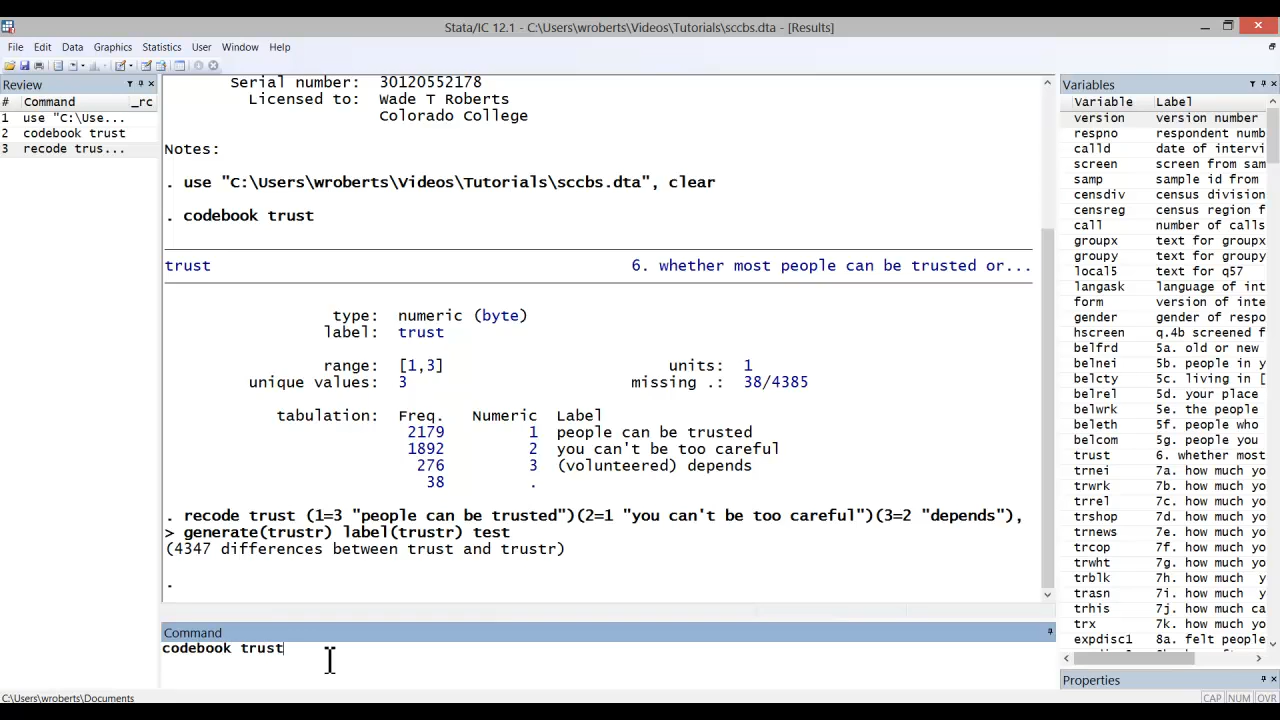 Stata/IC 12.1 - C:\Users\wroberts\Videos\Tutorials\sccbs.dta - [Results]
File Edit Data Graphics Statistics User Window Help
Review
# Command _rc
1 use "C:\Use...
2 codebook trust
3 recode trus...
Serial number: 30120552178
Licensed to: Wade T Roberts
Colorado College
Notes:
. use "C:\Users\wroberts\Videos\Tutorials\sccbs.dta", clear
. codebook trust
trust 6. whether most people can be trusted or...
type: numeric (byte)
label: trust
range: [1,3] units: 1
unique values: 3 missing .: 38/4385
tabulation: Freq. Numeric Label
2179 1 people can be trusted
1892 2 you can't be too careful
276 3 (volunteered) depends
38 .
. recode trust (1=3 "people can be trusted")(2=1 "you can't be too careful")(3=2 "depends"),
> generate(trustr) label(trustr) test
(4347 differences between trust and trustr)
.
Command
codebook trust
Variables
Variable Label
version version number
respno respondent numb
calld date of intervi
screen screen from sam
samp sample id from
censdiv census division
censreg census region f
call number of calls
groupx text for groupx
groupy text for groupy
local5 text for q57
langask language of int
form version of inte
gender gender of respo
hscreen q.4b screened f
belfrd 5a. old or new
belnei 5b. people in y
belcty 5c. living in [
belrel 5d. your place
belwrk 5e. the people
beleth 5f. people who
belcom 5g. people you
trust 6. whether most
trnei 7a. how much yo
trwrk 7b. how much yo
trrel 7c. how much yo
trshop 7d. how much yo
trnews 7e. how much yo
trcop 7f. how much yo
trwht 7g. how much yo
trblk 7h. how much y
trasn 7i. how much y
trhis 7j. how much ca
trx 7k. how much yo
expdisc1 8a. felt people
Properties
C:\Users\wroberts\Documents
CAP NUM OVR